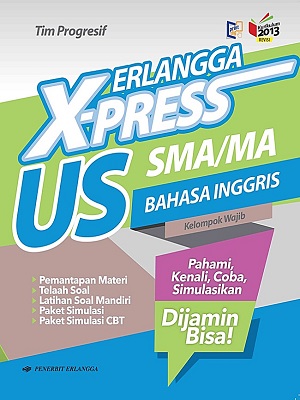 Tim Progresif
Kurikulum
2013
REVISI
ERLANGGA
X-PRESS
US
SMA/MA
BAHASA INGGRIS
Kelompok Wajib
Pahami,
Kenali, Coba,
Simulasikan
Dijamin
Bisa!
• Pemantapan Materi
• Telaah Soal
• Latihan Soal Mandiri
• Paket Simulasi
• Paket Simulasi CBT
PENERBIT ERLANGGA